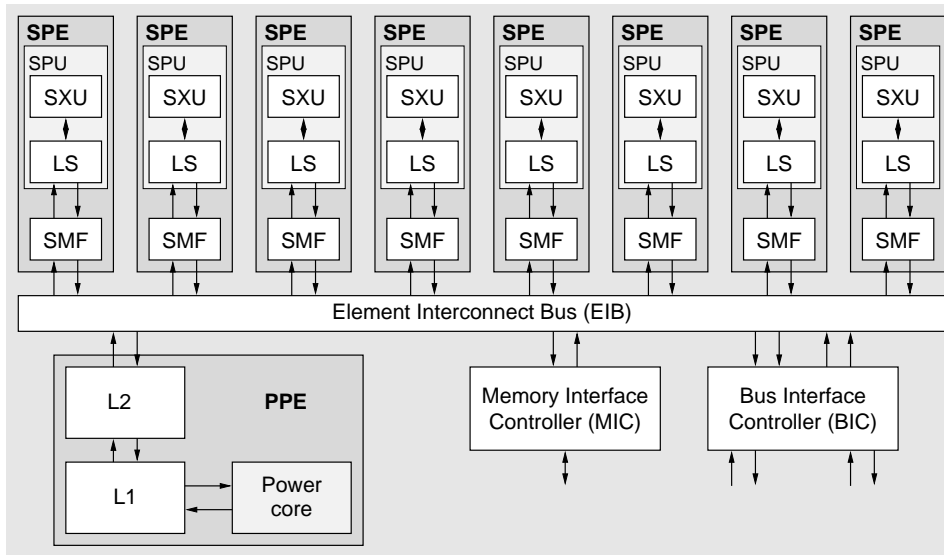 SPE SPE SPE SPE SPE SPE SPE SPE
SPU SPU SPU SPU SPU SPU SPU SPU
SXU SXU SXU SXU SXU SXU SXU SXU
LS LS LS LS LS LS LS LS
SMF SMF SMF SMF SMF SMF SMF SMF
Element Interconnect Bus (EIB)
L2
PPE
L1
Power
core
Memory Interface
Controller (MIC)
Bus Interface
Controller (BIC)